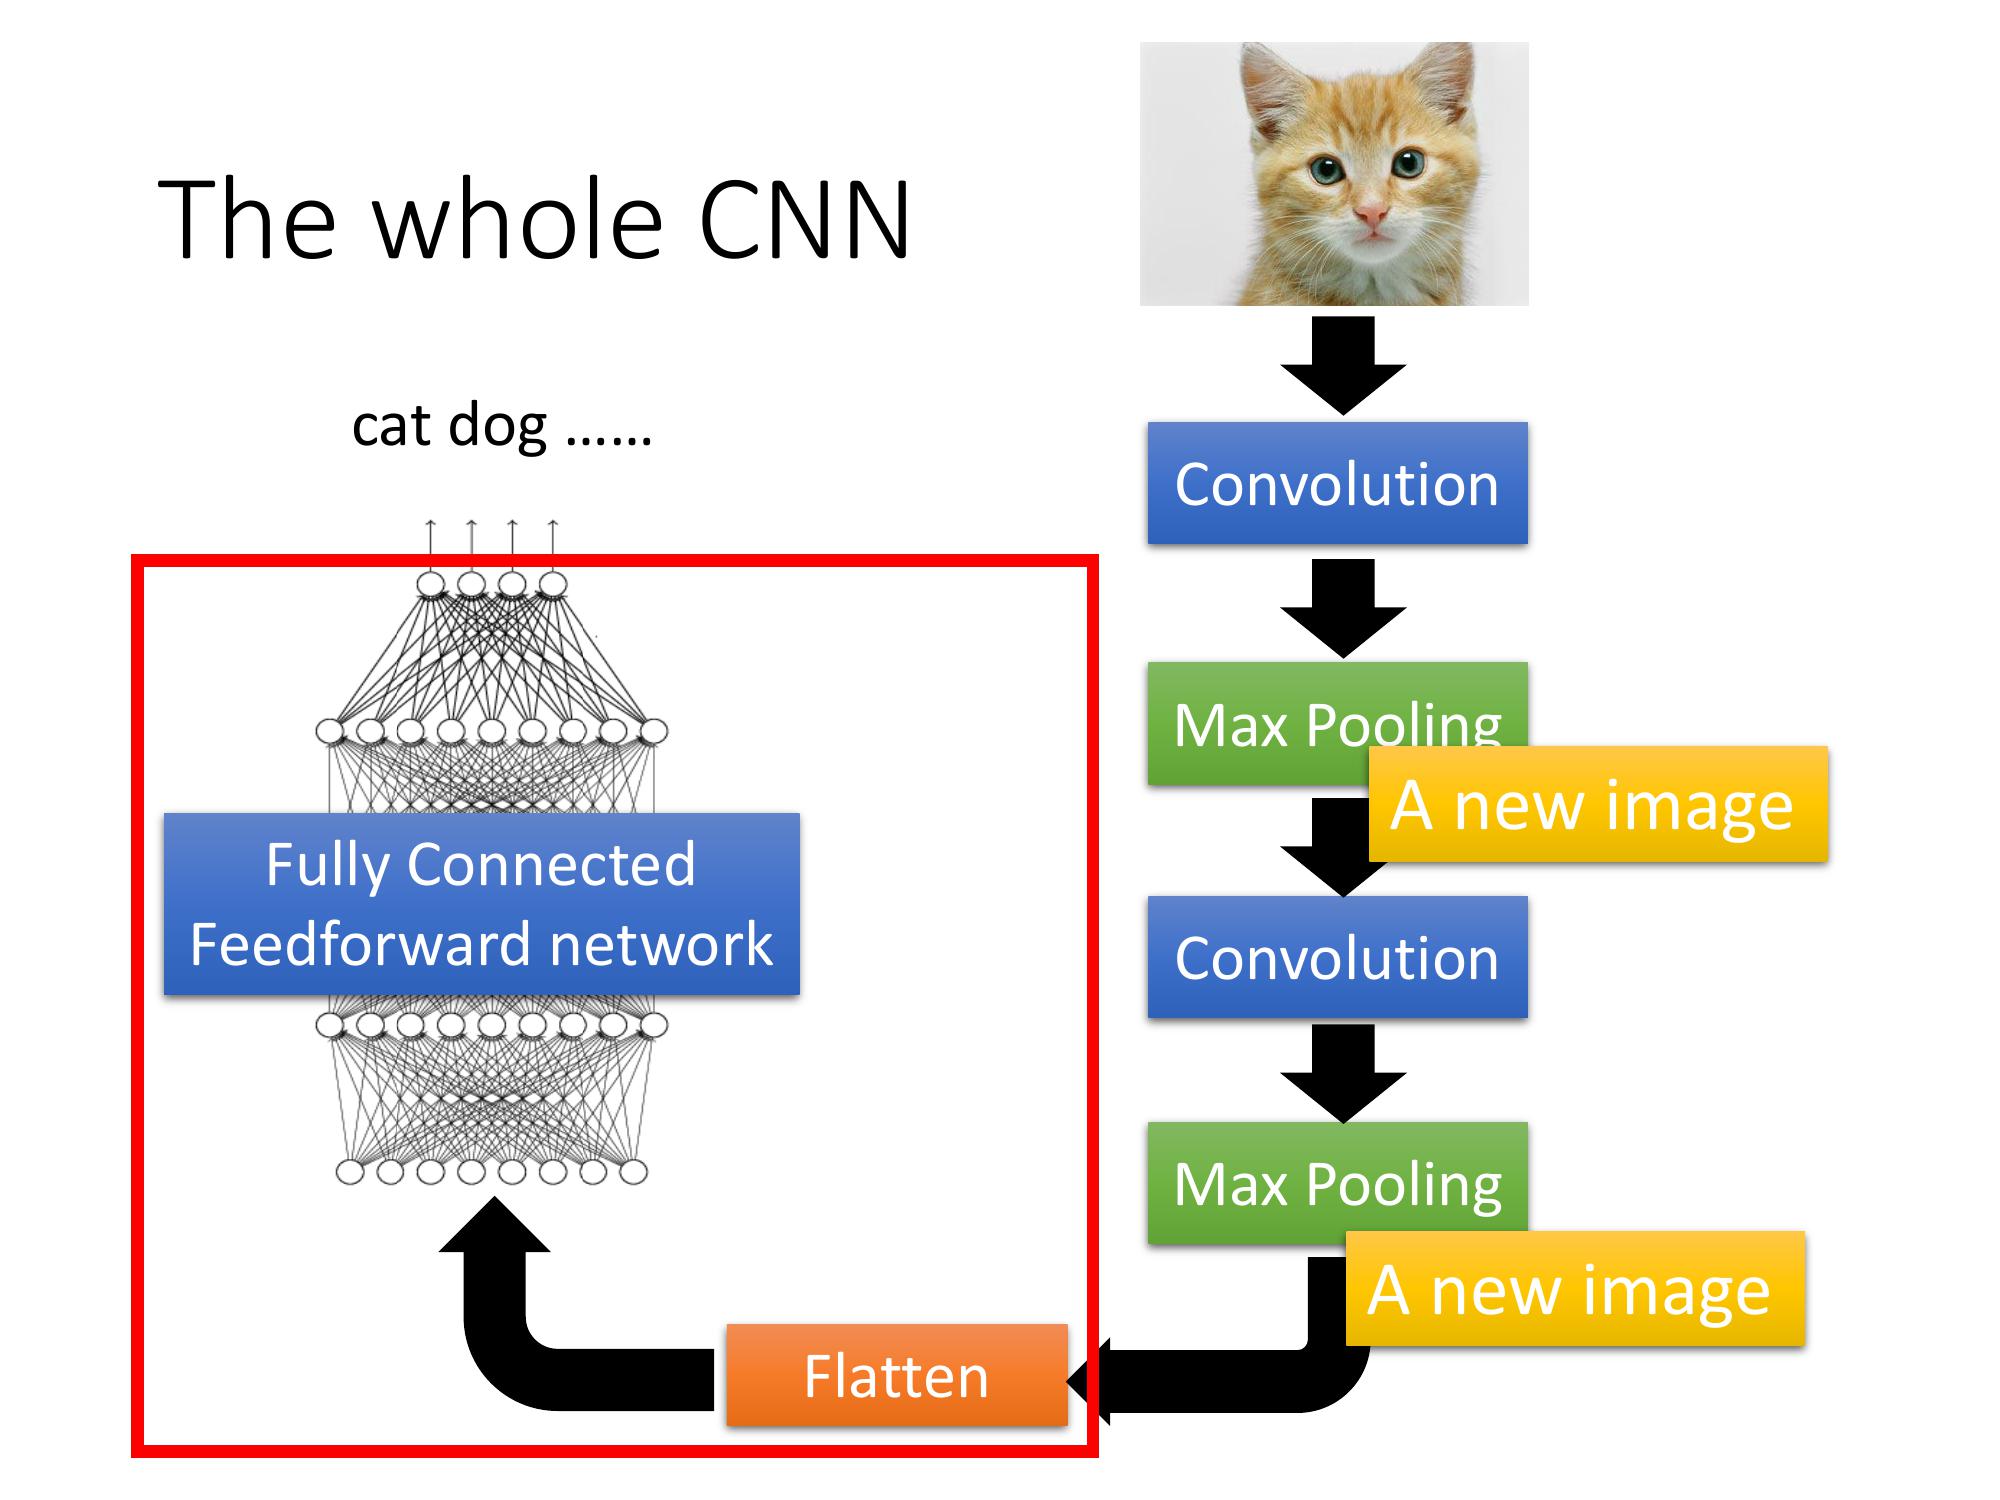 The whole CNN
cat dog ......
Convolution
Max Pooling
A new image
Convolution
Max Pooling
A new image
Flatten
Fully Connected
Feedforward network